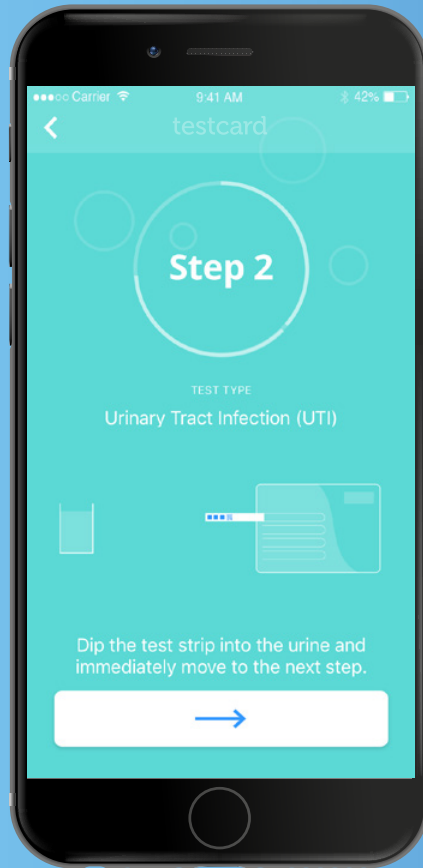 Carrier 9:41 AM 42%
testcard
Step 2
TEST TYPE
Urinary Tract Infection (UTI)
Dip the test strip into the urine and
immediately move to the next step.